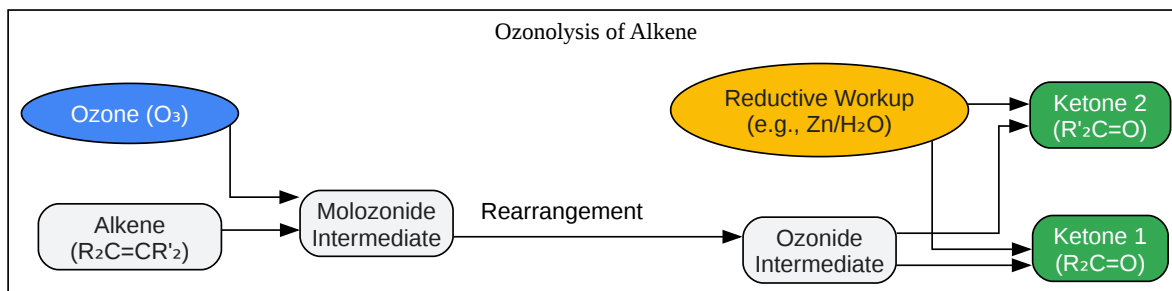 Ozonolysis of Alkene
Ozone (O₃)
Reductive Workup
(e.g., Zn/H₂O)
Ketone 2
(R'₂C=O)
Alkene
(R₂C=CR'₂)
Molozonide
Intermediate
Rearrangement
Ozonide
Intermediate
Ketone 1
(R₂C=O)